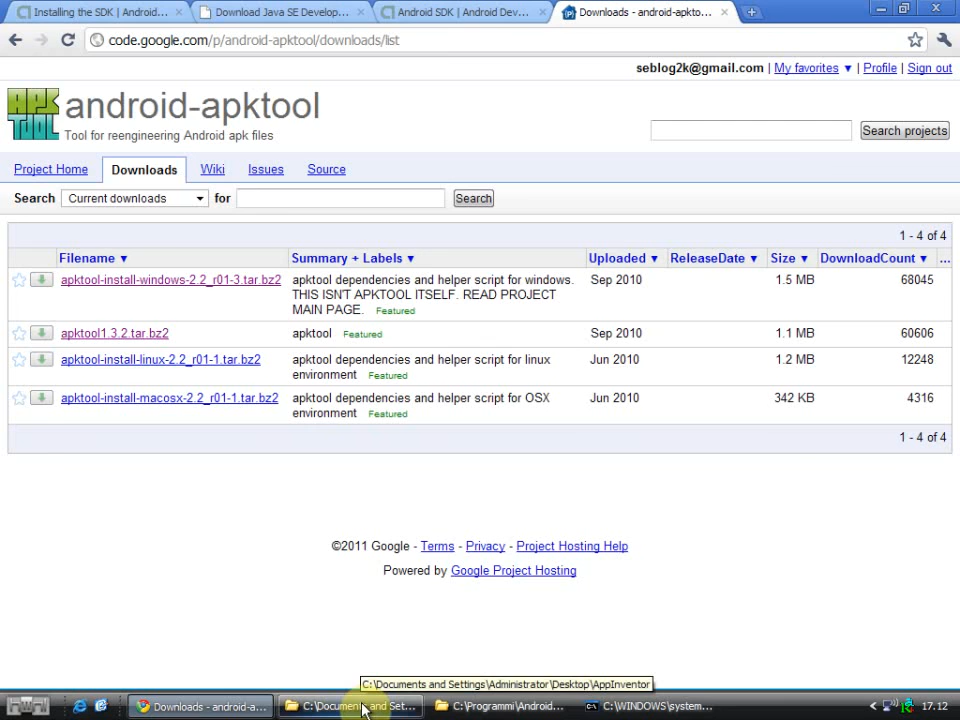 Installing the SDK | Android...
Download Java SE Develop...
Android SDK | Android Dev...
Downloads - android-apkto...
code.google.com/p/android-apktool/downloads/list
seblog2k@gmail.com | My favorites ▼ | Profile | Sign out
APK TOOL
android-apktool
Tool for reengineering Android apk files
Search projects
Project Home Downloads Wiki Issues Source
Search Current downloads for Search
1 - 4 of 4
Filename ▼ Summary + Labels ▼ Uploaded ▼ ReleaseDate ▼ Size ▼ DownloadCount ▼ ...
apktool-install-windows-2.2_r01-3.tar.bz2 apktool dependencies and helper script for windows. Sep 2010 1.5 MB 68045
THIS ISN'T APKTOOL ITSELF. READ PROJECT
MAIN PAGE. Featured
apktool1.3.2.tar.bz2 apktool Featured Sep 2010 1.1 MB 60606
apktool-install-linux-2.2_r01-1.tar.bz2 apktool dependencies and helper script for linux Jun 2010 1.2 MB 12248
environment Featured
apktool-install-macosx-2.2_r01-1.tar.bz2 apktool dependencies and helper script for OSX Jun 2010 342 KB 4316
environment Featured
1 - 4 of 4
©2011 Google - Terms - Privacy - Project Hosting Help
Powered by Google Project Hosting
C:\Documents and Settings\Administrator\Desktop\AppInventor
Downloads - android-a... C:\Documents and Set... C:\Programmi\Android... C:\WINDOWS\system... 17.12